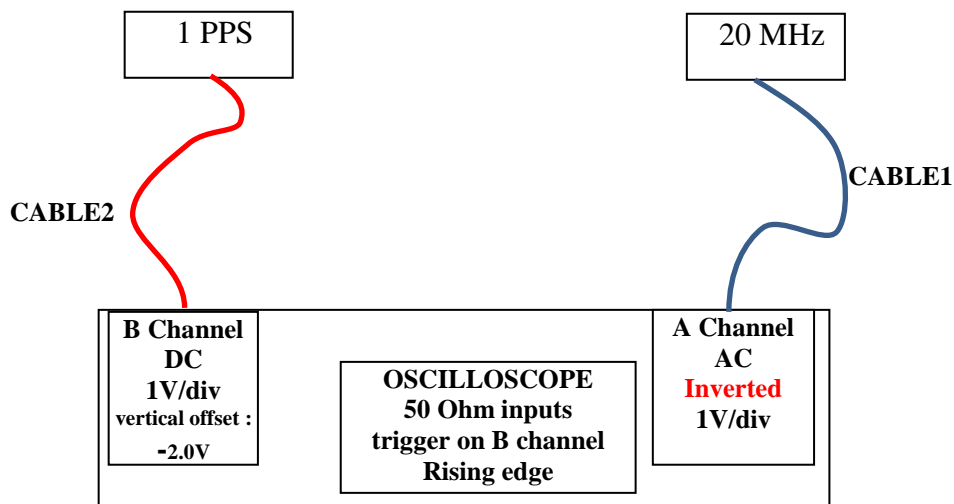 1 PPS
20 MHz
CABLE2
CABLE1
B Channel
DC
1V/div
vertical offset :
-2.0V
OSCILLOSCOPE
50 Ohm inputs
trigger on B channel
Rising edge
A Channel
AC
Inverted
1V/div